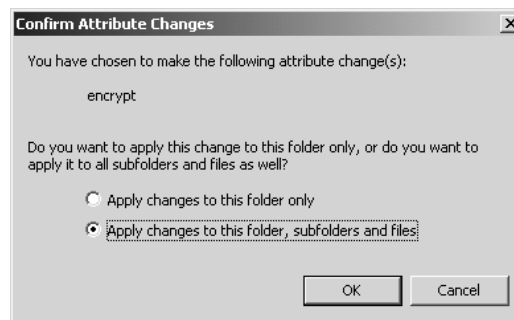 Confirm Attribute Changes
You have chosen to make the following attribute change(s):
encrypt
Do you want to apply this change to this folder only, or do you want to
apply it to all subfolders and files as well?
Apply changes to this folder only
Apply changes to this folder, subfolders and files
OK Cancel